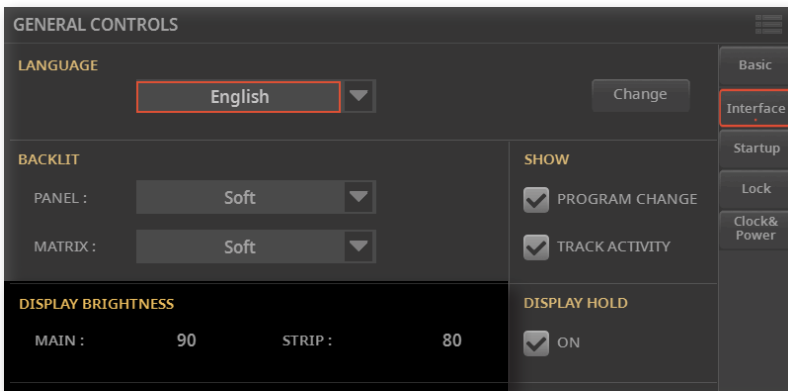 GENERAL CONTROLS
LANGUAGE
English
Change
BACKLIT
PANEL :
Soft
MATRIX :
Soft
SHOW
PROGRAM CHANGE
TRACK ACTIVITY
DISPLAY BRIGHTNESS
MAIN :
90
STRIP :
80
DISPLAY HOLD
ON
Basic
Interface
Startup
Lock
Clock&
Power